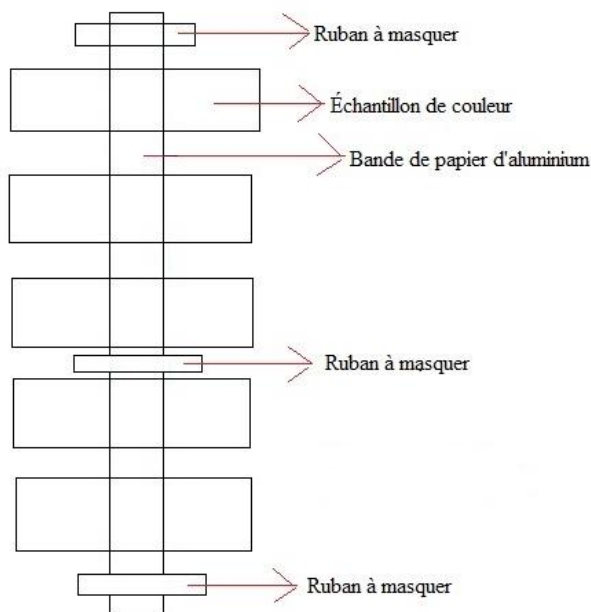 Ruban à masquer
Échantillon de couleur
Bande de papier d'aluminium
Ruban à masquer
Ruban à masquer